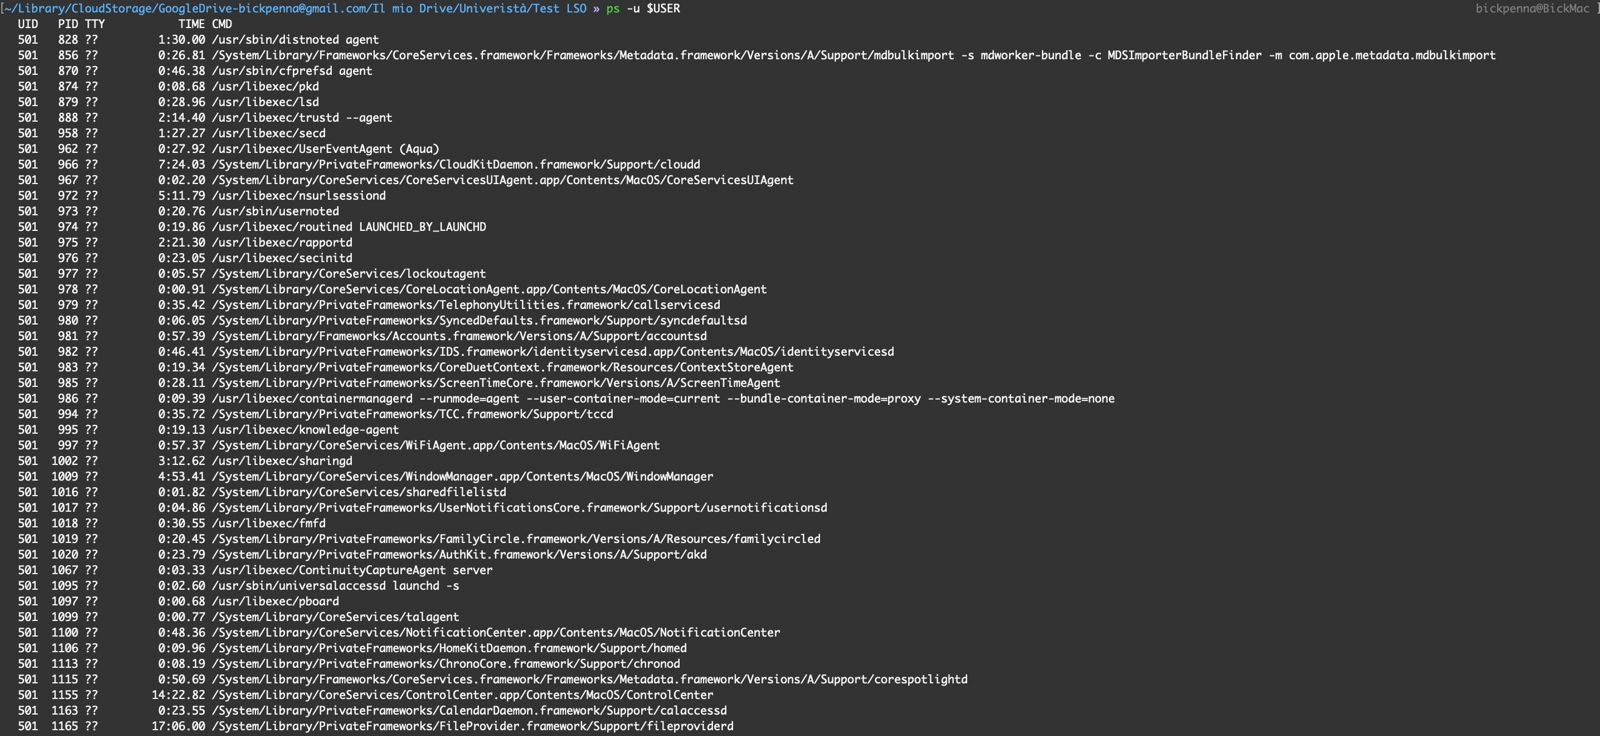 [~/Library/CloudStorage/GoogleDrive-bickpenna@gmail.com/Il mio Drive/Univeristà/Test LSO » ps -u $USER bickpenna@BickMac ]
UID PID TTY TIME CMD
501 828 ?? 1:30.00 /usr/sbin/distnoted agent
501 856 ?? 0:26.81 /System/Library/Frameworks/CoreServices.framework/Frameworks/Metadata.framework/Versions/A/Support/mdbulkimport -s mdworker-bundle -c MDSImporterBundleFinder -m com.apple.metadata.mdbulkimport
501 870 ?? 0:46.38 /usr/sbin/cfprefsd agent
501 874 ?? 0:08.68 /usr/libexec/pkd
501 879 ?? 0:28.96 /usr/libexec/lsd
501 888 ?? 2:14.40 /usr/libexec/trustd --agent
501 958 ?? 1:27.27 /usr/libexec/secd
501 962 ?? 0:27.92 /usr/libexec/UserEventAgent (Aqua)
501 966 ?? 7:24.03 /System/Library/PrivateFrameworks/CloudKitDaemon.framework/Support/cloudd
501 967 ?? 0:02.20 /System/Library/CoreServices/CoreServicesUIAgent.app/Contents/MacOS/CoreServicesUIAgent
501 972 ?? 5:11.79 /usr/libexec/nsurlsessiond
501 973 ?? 0:20.76 /usr/sbin/usernoted
501 974 ?? 0:19.86 /usr/libexec/routined LAUNCHED_BY_LAUNCHD
501 975 ?? 2:21.30 /usr/libexec/rapportd
501 976 ?? 0:23.05 /usr/libexec/secinitd
501 977 ?? 0:05.57 /System/Library/CoreServices/lockoutagent
501 978 ?? 0:00.91 /System/Library/CoreServices/CoreLocationAgent.app/Contents/MacOS/CoreLocationAgent
501 979 ?? 0:35.42 /System/Library/PrivateFrameworks/TelephonyUtilities.framework/callservicesd
501 980 ?? 0:06.05 /System/Library/PrivateFrameworks/SyncedDefaults.framework/Support/syncdefaultsd
501 981 ?? 0:57.39 /System/Library/Frameworks/Accounts.framework/Versions/A/Support/accountsd
501 982 ?? 0:46.41 /System/Library/PrivateFrameworks/IDS.framework/identityservicesd.app/Contents/MacOS/identityservicesd
501 983 ?? 0:19.34 /System/Library/PrivateFrameworks/CoreDuetContext.framework/Resources/ContextStoreAgent
501 985 ?? 0:28.11 /System/Library/PrivateFrameworks/ScreenTimeCore.framework/Versions/A/ScreenTimeAgent
501 986 ?? 0:09.39 /usr/libexec/containermanagerd --runmode=agent --user-container-mode=current --bundle-container-mode=proxy --system-container-mode=none
501 994 ?? 0:35.72 /System/Library/PrivateFrameworks/TCC.framework/Support/tccd
501 995 ?? 0:19.13 /usr/libexec/knowledge-agent
501 997 ?? 0:57.37 /System/Library/CoreServices/WiFiAgent.app/Contents/MacOS/WiFiAgent
501 1002 ?? 3:12.62 /usr/libexec/sharingd
501 1009 ?? 4:53.41 /System/Library/CoreServices/WindowManager.app/Contents/MacOS/WindowManager
501 1016 ?? 0:01.82 /System/Library/CoreServices/sharedfilelistd
501 1017 ?? 0:04.86 /System/Library/PrivateFrameworks/UserNotificationsCore.framework/Support/usernotificationsd
501 1018 ?? 0:30.55 /usr/libexec/fmfd
501 1019 ?? 0:20.45 /System/Library/PrivateFrameworks/FamilyCircle.framework/Versions/A/Resources/familycircled
501 1020 ?? 0:23.79 /System/Library/PrivateFrameworks/AuthKit.framework/Versions/A/Support/akd
501 1067 ?? 0:03.33 /usr/libexec/ContinuityCaptureAgent server
501 1095 ?? 0:02.60 /usr/sbin/universalaccessd launchd -s
501 1097 ?? 0:00.68 /usr/libexec/pboard
501 1099 ?? 0:00.77 /System/Library/CoreServices/talagent
501 1100 ?? 0:48.36 /System/Library/CoreServices/NotificationCenter.app/Contents/MacOS/NotificationCenter
501 1106 ?? 0:09.96 /System/Library/PrivateFrameworks/HomeKitDaemon.framework/Support/homed
501 1113 ?? 0:08.19 /System/Library/PrivateFrameworks/ChronoCore.framework/Support/chronod
501 1115 ?? 0:50.69 /System/Library/Frameworks/CoreServices.framework/Frameworks/Metadata.framework/Versions/A/Support/corespotlightd
501 1155 ?? 14:22.82 /System/Library/CoreServices/ControlCenter.app/Contents/MacOS/ControlCenter
501 1163 ?? 0:23.55 /System/Library/PrivateFrameworks/CalendarDaemon.framework/Support/calaccessd
501 1165 ?? 17:06.00 /System/Library/PrivateFrameworks/FileProvider.framework/Support/fileproviderd